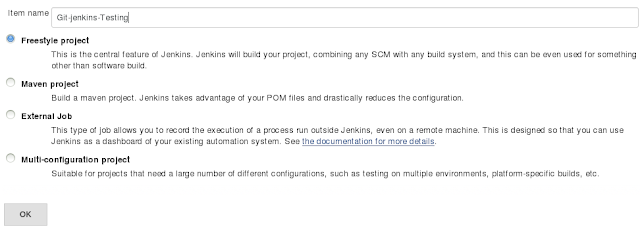 Item name Git-jenkins-Testing
Freestyle project
This is the central feature of Jenkins. Jenkins will build your project, combining any SCM with any build system, and this can be even used for something
other than software build.
Maven project
Build a maven project. Jenkins takes advantage of your POM files and drastically reduces the configuration.
External Job
This type of job allows you to record the execution of a process run outside Jenkins, even on a remote machine. This is designed so that you can use
Jenkins as a dashboard of your existing automation system. See the documentation for more details.
Multi-configuration project
Suitable for projects that need a large number of different configurations, such as testing on multiple environments, platform-specific builds, etc.
OK